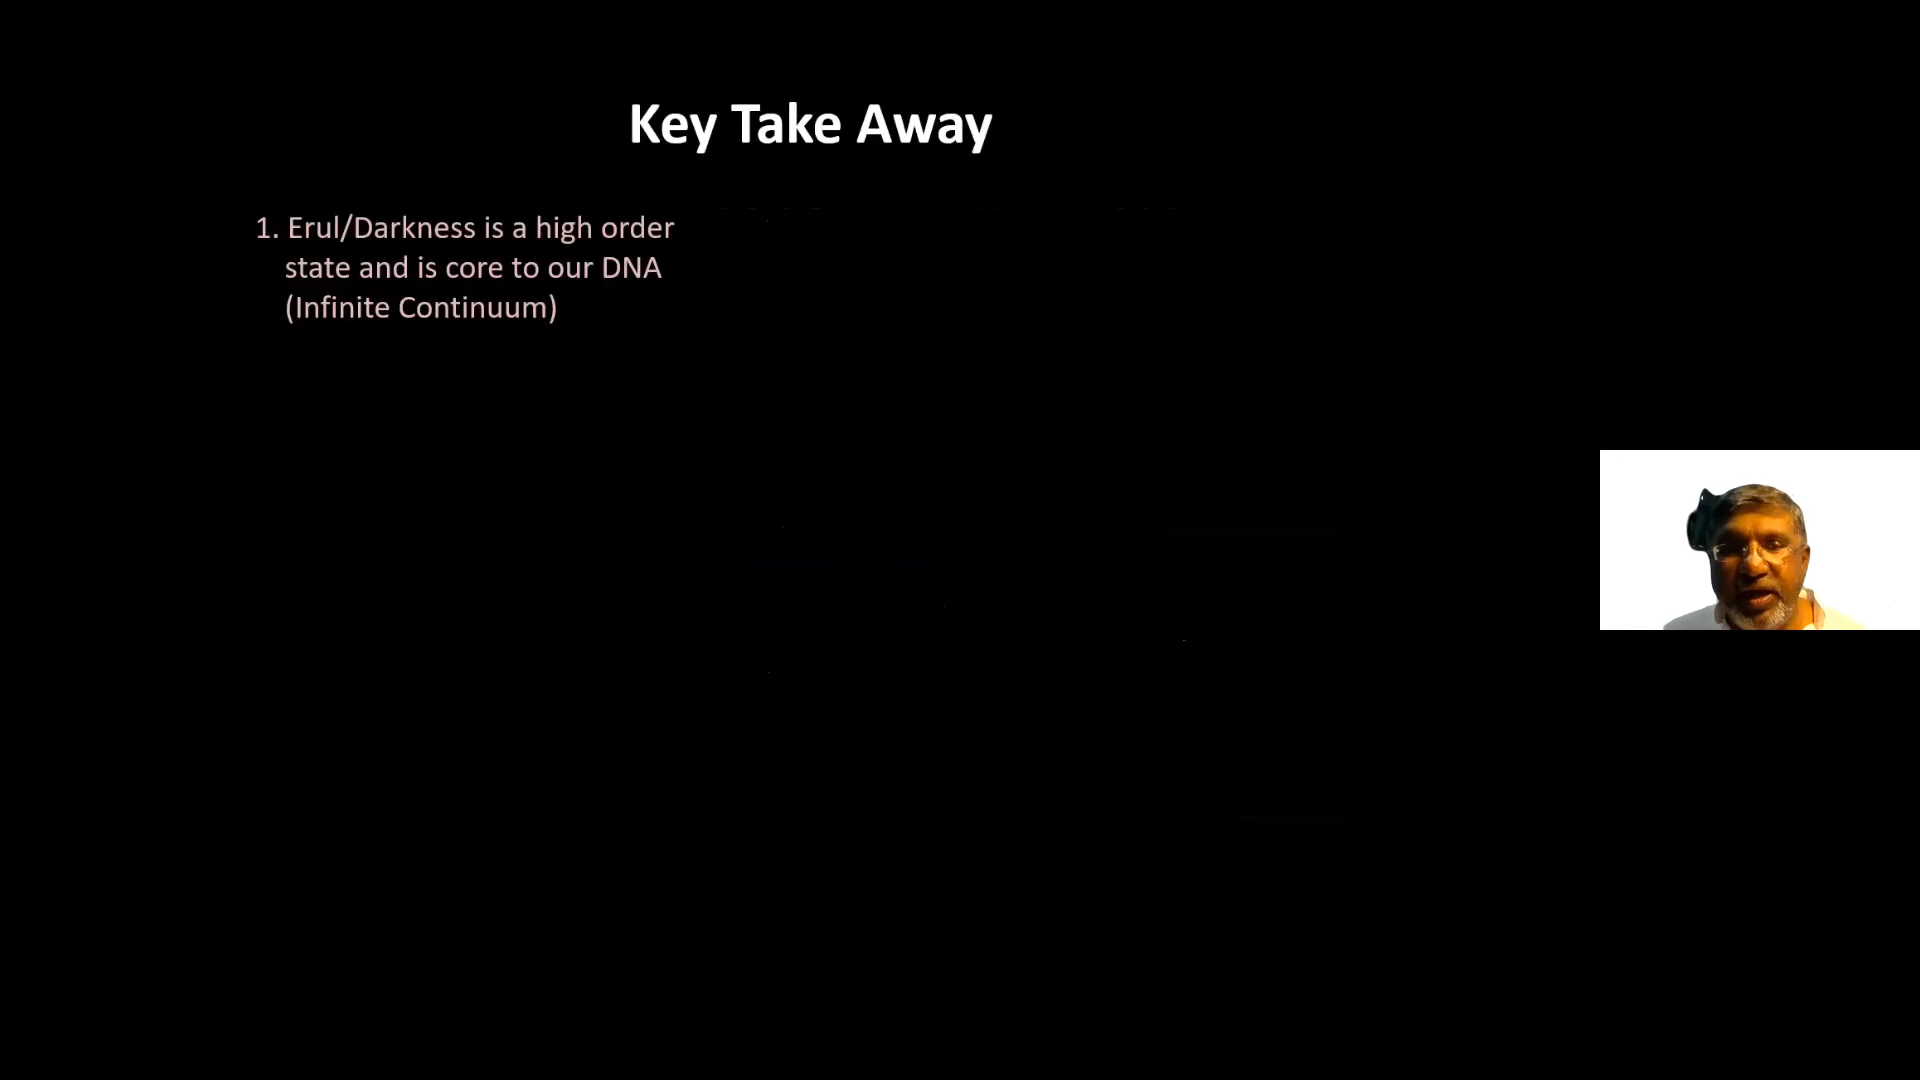 Key Take Away
1. Erul/Darkness is a high order
state and is core to our DNA
(Infinite Continuum)